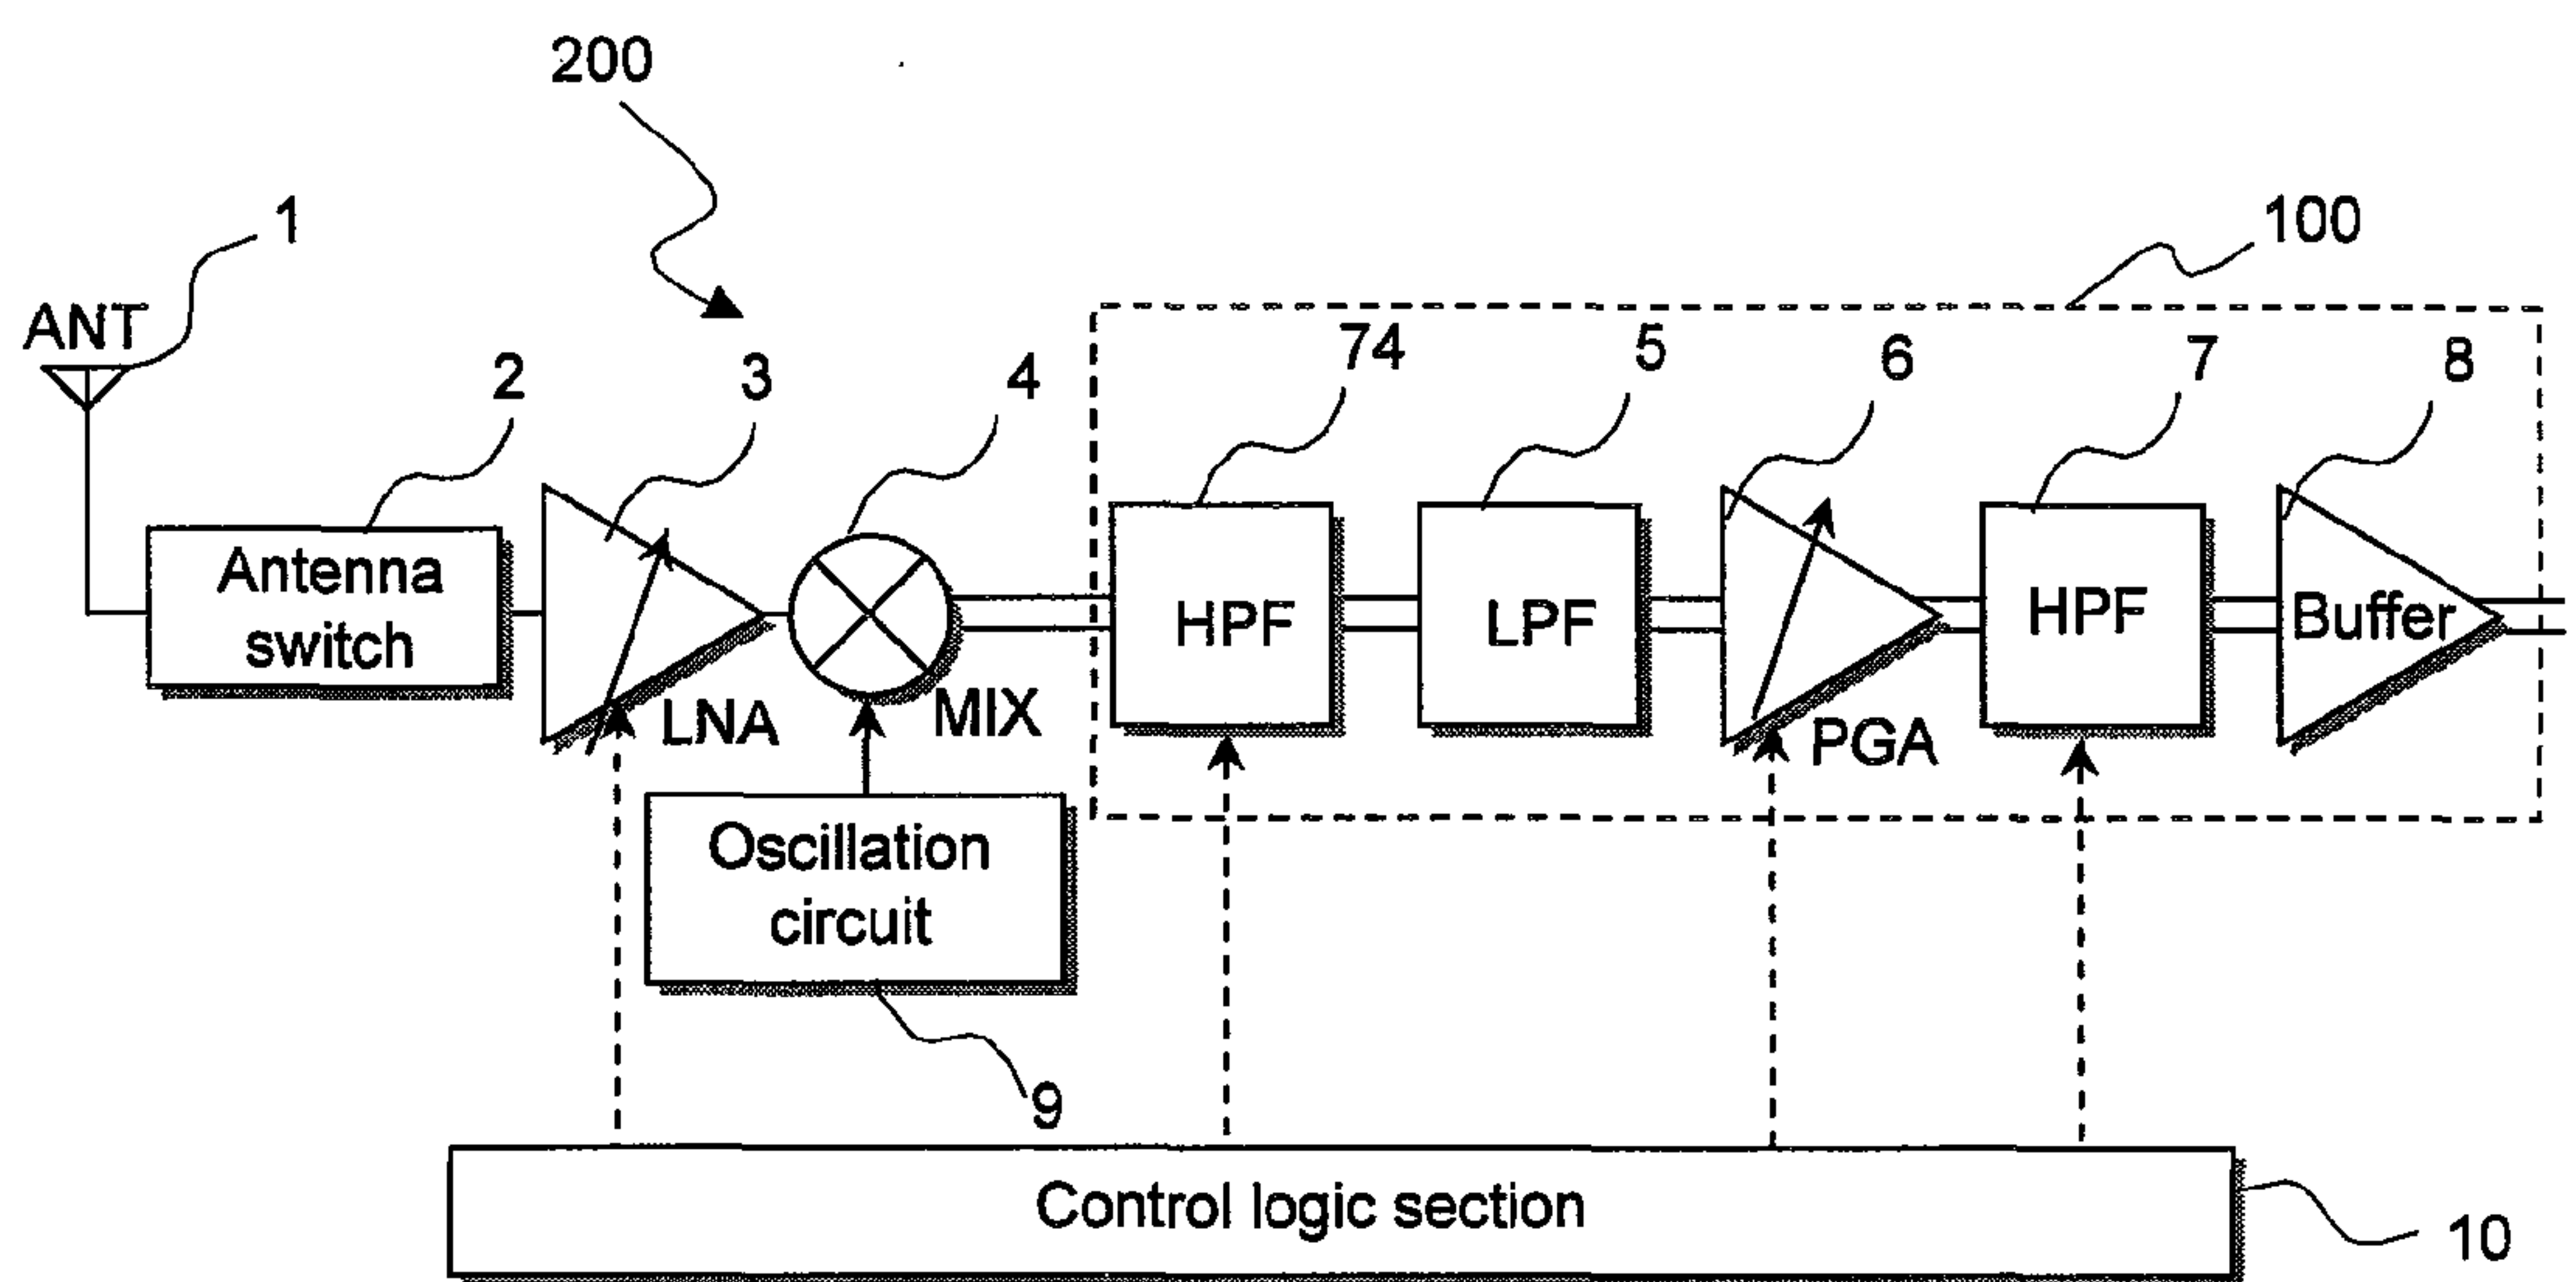 200
1
100
ANT
2
3
4
74
5
6
7
8
Antenna
switch
HPF
LPF
HPF
Buffer
LNA
MIX
PGA
Oscillation
circuit
9
Control logic section
10